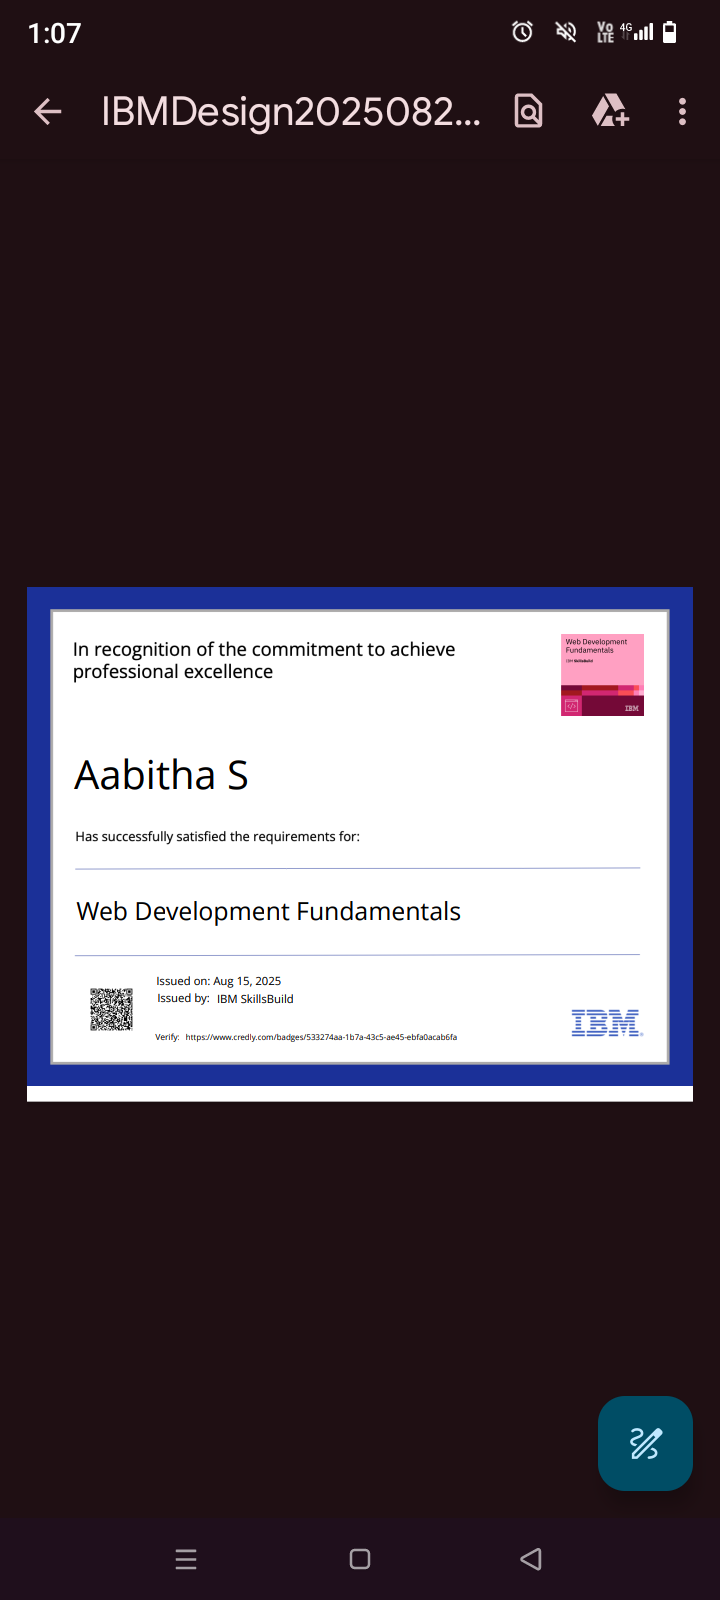 1:07
Vo LTE 4G
IBMDesign2025082...
In recognition of the commitment to achieve
professional excellence
Web Development
Fundamentals
IBM SkillsBuild
</>
IBM
Aabitha S
Has successfully satisfied the requirements for:
Web Development Fundamentals
Issued on: Aug 15, 2025
Issued by: IBM SkillsBuild
Verify: https://www.credly.com/badges/533274aa-1b7a-43c5-ae45-ebfa0acab6fa
IBM